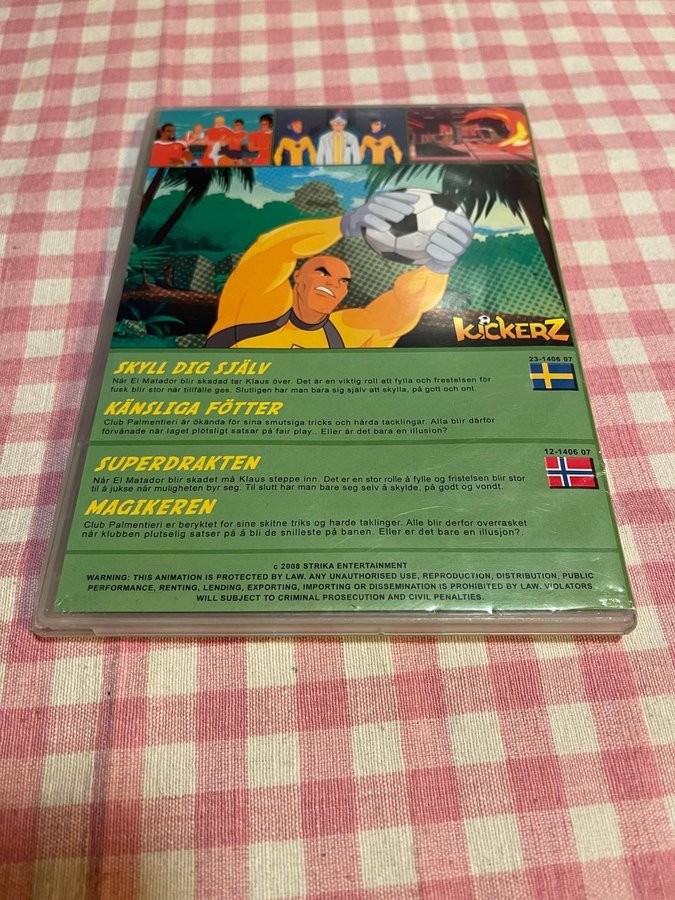 KICKERZ
SKYLL DIG SJÄLV
23-1406 07
När El Matador blir skadad tar Klaus över. Det är en viktig roll att fylla och frestelsen för
fusk blir stor när tillfälle ges. Slutligen har man bara sig själv att skylla, på gott och ont.
KÄNSLIGA FÖTTER
Club Palmentieri är ökända för sina smutsiga tricks och hårda tacklingar. Alla blir därför
förvånade när laget plötsligt satsar på fair play.. Eller är det bara en illusion?
SUPERDRAKTEN
12-1406 07
Når El Matador blir skadet må Klaus steppe inn. Det er en stor rolle å fylle og fristelsen blir stor
til å jukse når muligheten byr seg. Til slutt har man bare seg selv å skylde, på godt og vondt.
MAGIKEREN
Club Palmentieri er beryktet for sine skitne triks og harde taklinger. Alle blir derfor overrasket
når klubben plutselig satser på å bli de snilleste på banen. Eller er det bare en illusjon?.
c 2008 STRIKA ENTERTAINMENT
WARNING: THIS ANIMATION IS PROTECTED BY LAW. ANY UNAUTHORISED USE, REPRODUCTION, DISTRIBUTION, PUBLIC
PERFORMANCE, RENTING, LENDING, EXPORTING, IMPORTING OR DISSEMINATION IS PROHIBITED BY LAW. VIOLATORS
WILL SUBJECT TO CRIMINAL PROSECUTION AND CIVIL PENALTIES.